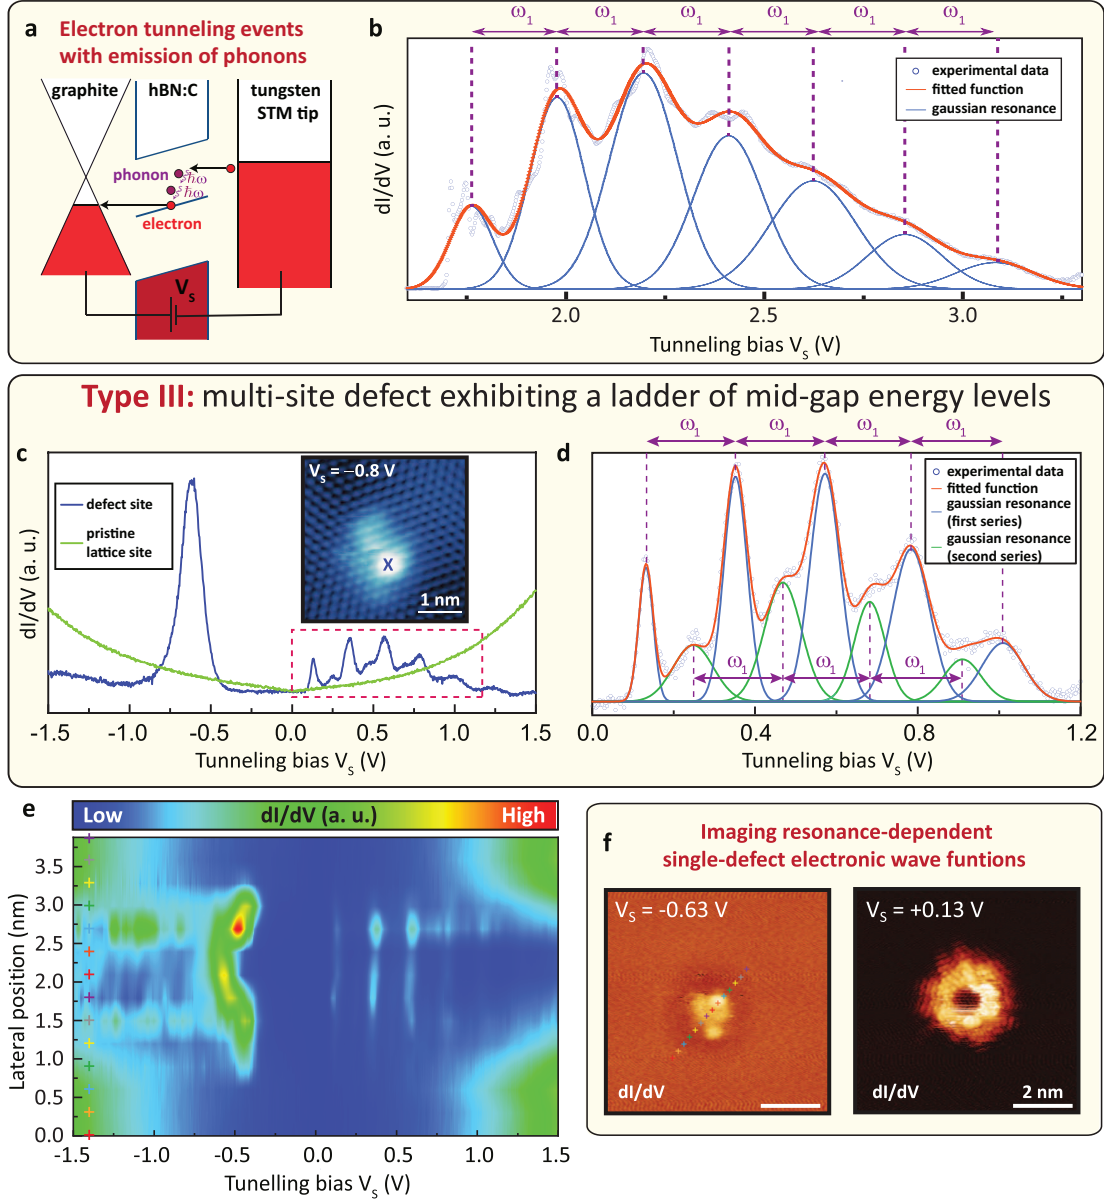 a
Electron tunneling events
with emission of phonons
graphite
hBN:C
tungsten
STM tip
phonon
ħω
ħω
electron
Vs
b
ω1 ω1 ω1 ω1 ω1 ω1
experimental data
fitted function
gaussian resonance
dI/dV (a. u.)
2.0 2.5 3.0
Tunneling bias Vs (V)
Type III: multi-site defect exhibiting a ladder of mid-gap energy levels
c
defect site
pristine
lattice site
Vs = −0.8 V
X
1 nm
dI/dV (a. u.)
-1.5 -1.0 -0.5 0.0 0.5 1.0 1.5
Tunneling bias Vs (V)
d
ω1 ω1 ω1 ω1
experimental data
fitted function
gaussian resonance
(first series)
gaussian resonance
(second series)
ω1 ω1 ω1
0.0 0.4 0.8 1.2
Tunneling bias Vs (V)
e
Low dI/dV (a. u.) High
Lateral position (nm)
3.5
3.0
2.5
2.0
1.5
1.0
0.5
0.0
-1.5 -1.0 -0.5 0.0 0.5 1.0 1.5
Tunelling bias Vs (V)
f
Imaging resonance-dependent
single-defect electronic wave funtions
Vs = -0.63 V
dI/dV
Vs = +0.13 V
dI/dV
2 nm